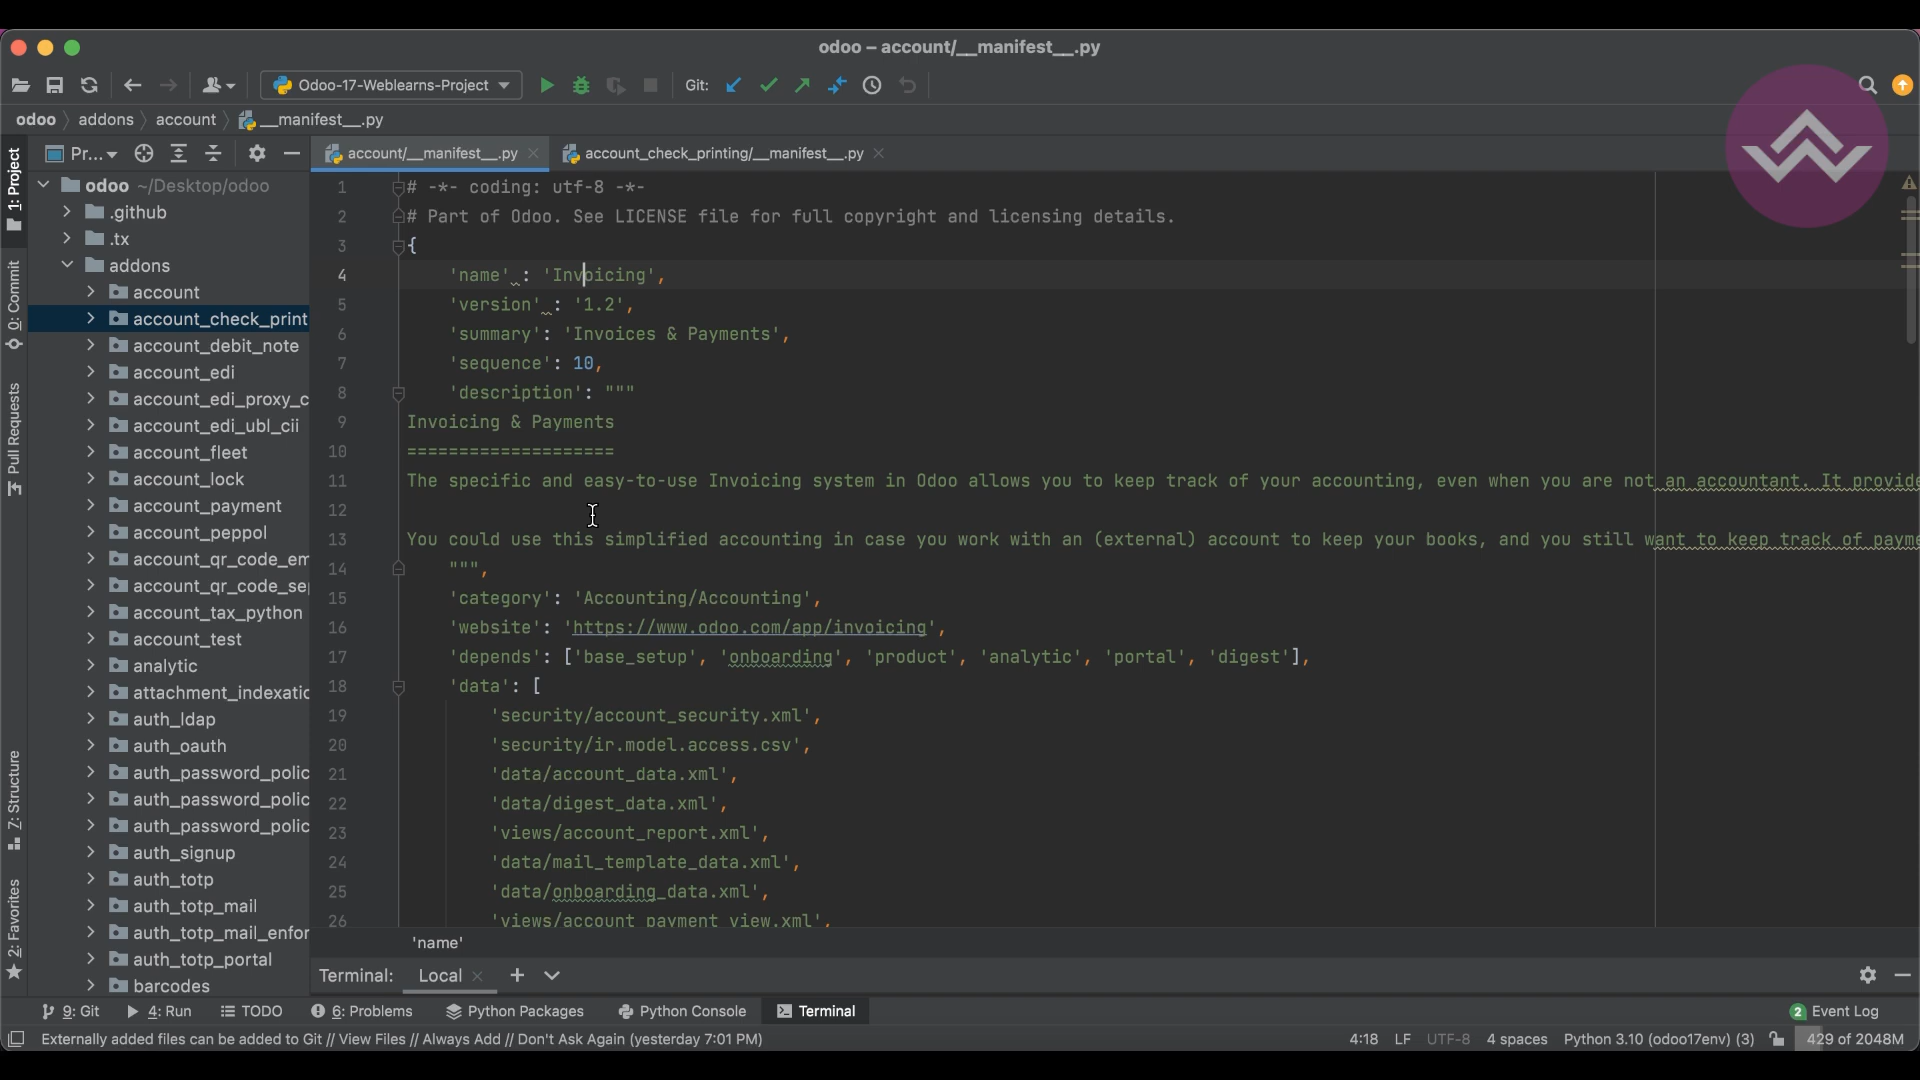 odoo – account/__manifest__.py
Odoo-17-Weblearns-Project
Git:
odoo addons account __manifest__.py
Pr...
account/__manifest__.py
account_check_printing/__manifest__.py
1: Project
0: Commit
Pull Requests
Z: Structure
2: Favorites
odoo ~/Desktop/odoo
.github
.tx
addons
account
account_check_print
account_debit_note
account_edi
account_edi_proxy_c
account_edi_ubl_cii
account_fleet
account_lock
account_payment
account_peppol
account_qr_code_em
account_qr_code_se
account_tax_python
account_test
analytic
attachment_indexatic
auth_ldap
auth_oauth
auth_password_polic
auth_password_polic
auth_password_polic
auth_signup
auth_totp
auth_totp_mail
auth_totp_mail_enfor
auth_totp_portal
barcodes
1 # -*- coding: utf-8 -*-
2 # Part of Odoo. See LICENSE file for full copyright and licensing details.
3 {
4 'name' : 'Invoicing',
5 'version' : '1.2',
6 'summary': 'Invoices & Payments',
7 'sequence': 10,
8 'description': """
9 Invoicing & Payments
10 ====================
11 The specific and easy-to-use Invoicing system in Odoo allows you to keep track of your accounting, even when you are not an accountant. It provide
12
13 You could use this simplified accounting in case you work with an (external) account to keep your books, and you still want to keep track of payme
14 """,
15 'category': 'Accounting/Accounting',
16 'website': 'https://www.odoo.com/app/invoicing',
17 'depends': ['base_setup', 'onboarding', 'product', 'analytic', 'portal', 'digest'],
18 'data': [
19 'security/account_security.xml',
20 'security/ir.model.access.csv',
21 'data/account_data.xml',
22 'data/digest_data.xml',
23 'views/account_report.xml',
24 'data/mail_template_data.xml',
25 'data/onboarding_data.xml',
26 'views/account_payment_view.xml',
'name'
Terminal: Local
9: Git 4: Run TODO 6: Problems Python Packages Python Console Terminal 2 Event Log
Externally added files can be added to Git // View Files // Always Add // Don't Ask Again (yesterday 7:01 PM)
4:18 LF UTF-8 4 spaces Python 3.10 (odoo17env) (3) 429 of 2048M